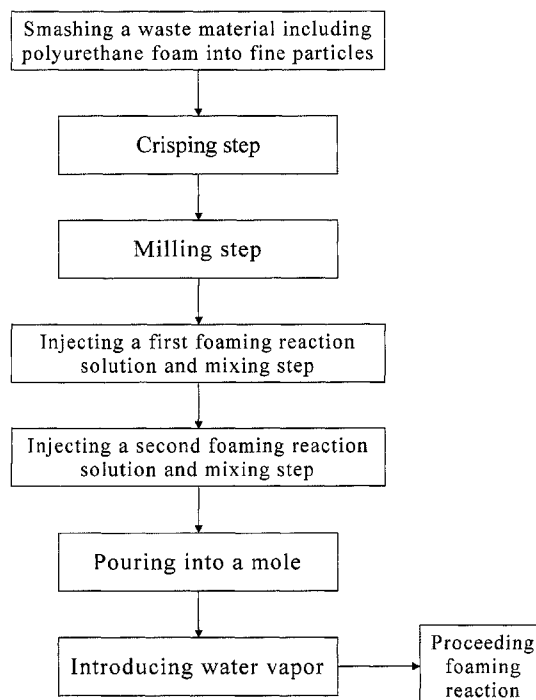 Smashing a waste material including
polyurethane foam into fine particles
Crisping step
Milling step
Injecting a first foaming reaction
solution and mixing step
Injecting a second foaming reaction
solution and mixing step
Pouring into a mole
Introducing water vapor
Proceeding
foaming
reaction